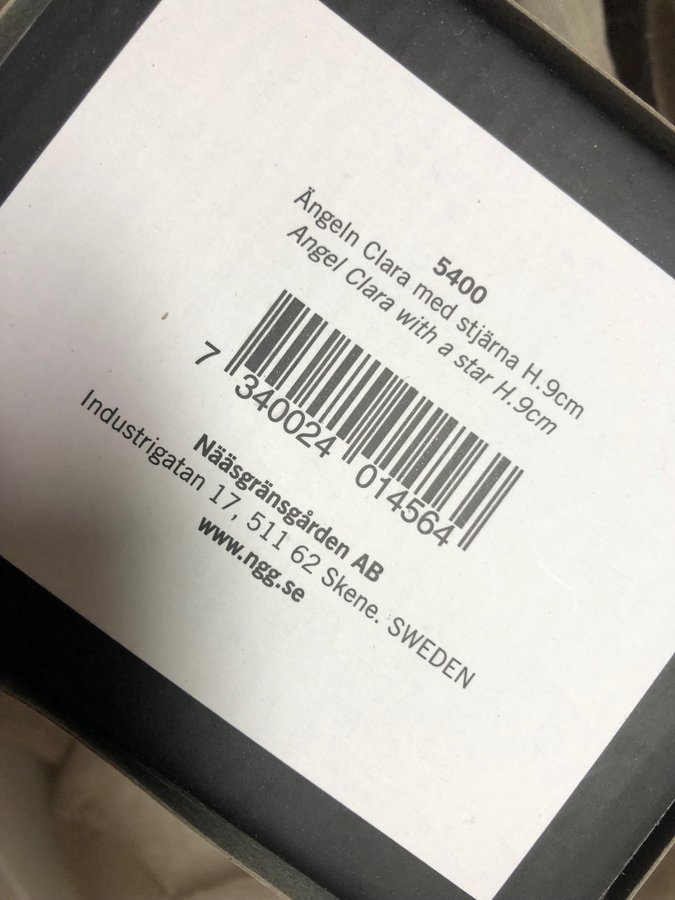 5400
Ängeln Clara med stjärna H.9cm
Angel Clara with a star H.9cm
7 340024 014564
Nääsgränsgården AB
Industrigatan 17, 511 62 Skene. SWEDEN
www.ngg.se